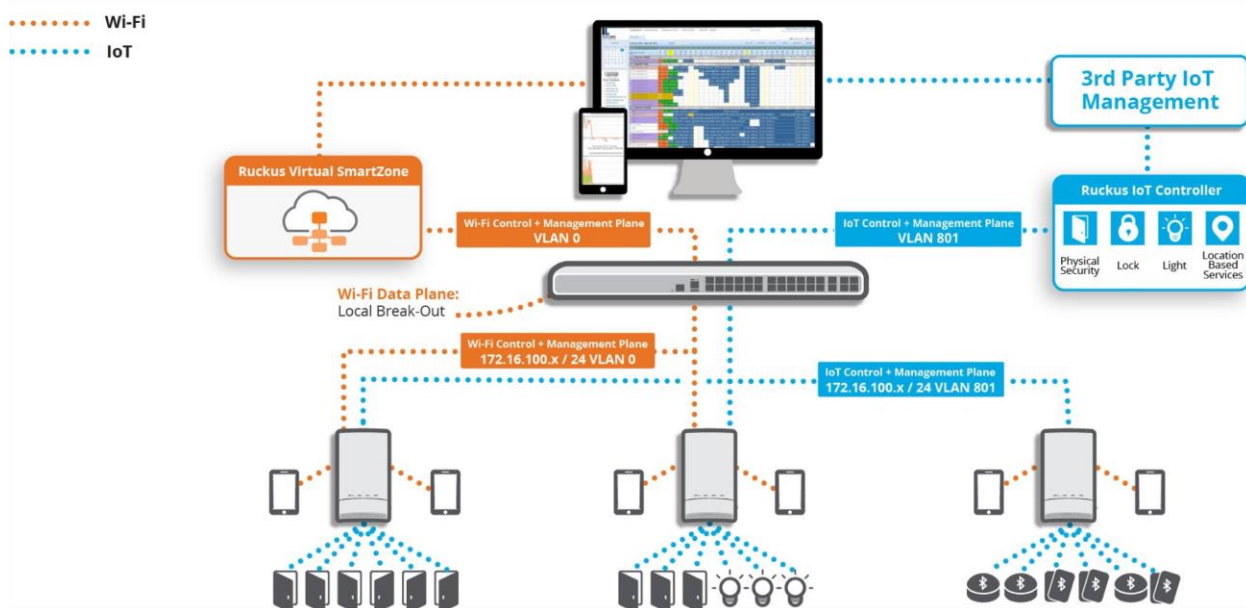 Wi-Fi
IoT
3rd Party IoT
Management
Ruckus Virtual SmartZone
Ruckus IoT Controller
Physical
Security
Lock
Light
Location
Based
Services
Wi-Fi Control + Management Plane
VLAN 0
IoT Control + Management Plane
VLAN 801
Wi-Fi Data Plane:
Local Break-Out
Wi-Fi Control + Management Plane
172.16.100.x / 24 VLAN 0
IoT Control + Management Plane
172.16.100.x / 24 VLAN 801